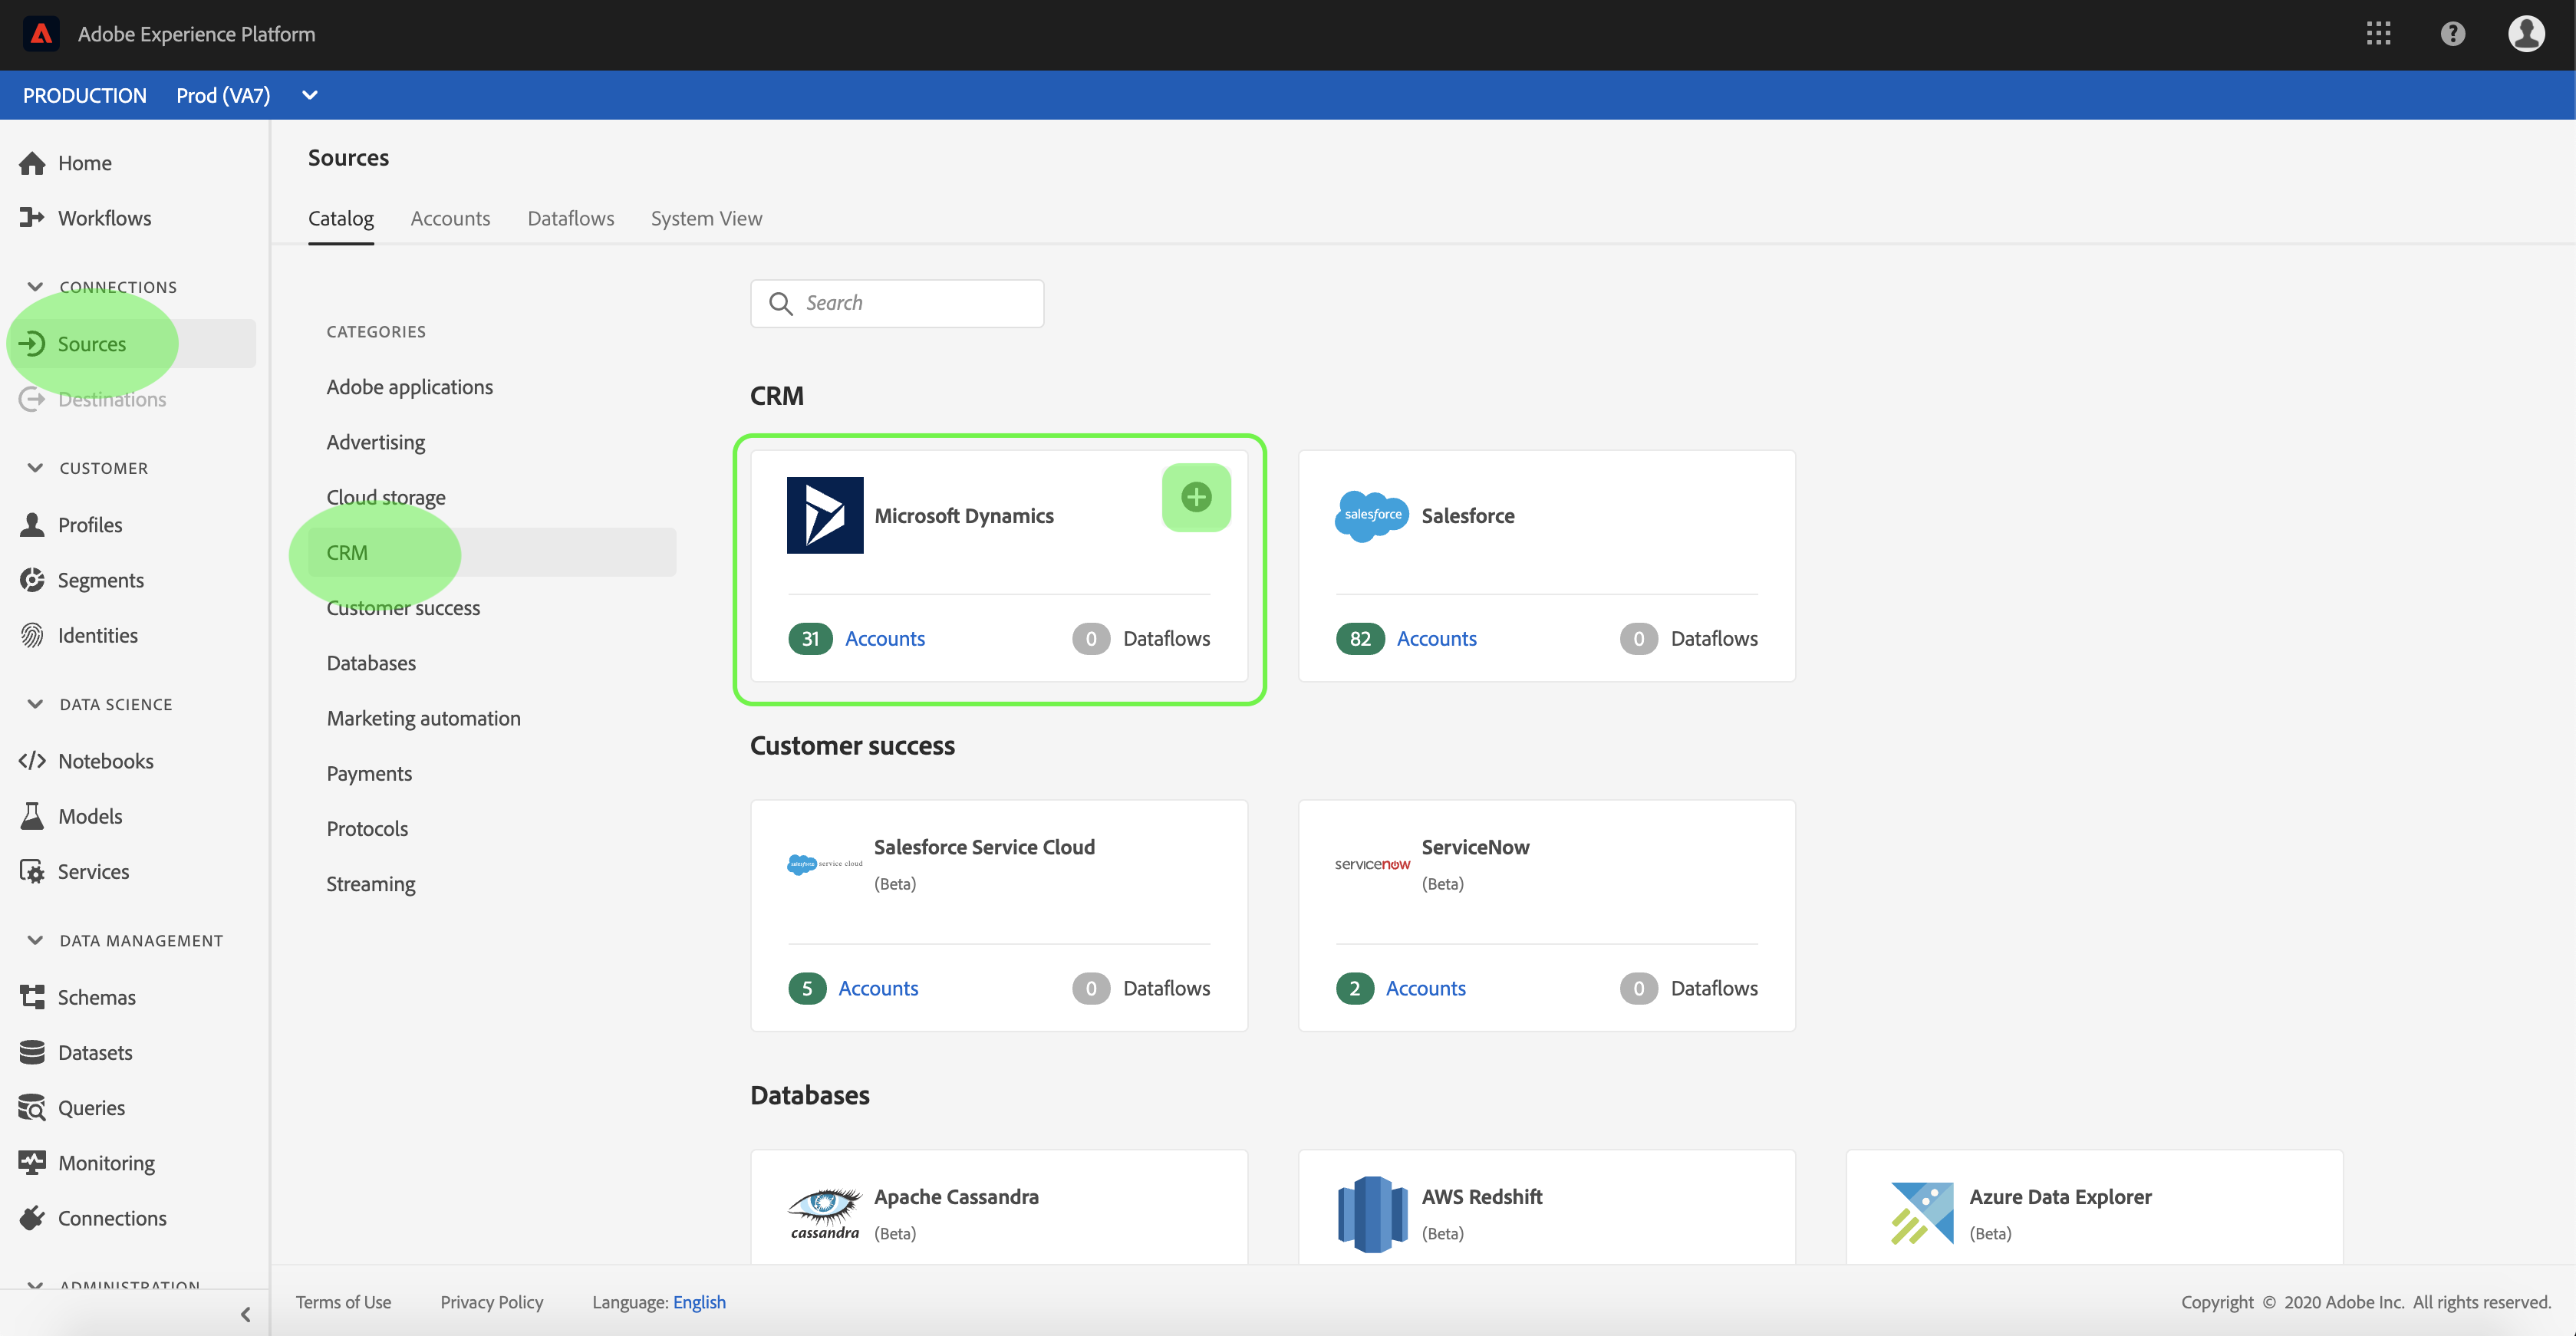 Adobe Experience Platform
PRODUCTION Prod (VA7)
Home
Workflows
CONNECTIONS
Sources
Destinations
CUSTOMER
Profiles
Segments
Identities
DATA SCIENCE
Notebooks
Models
Services
DATA MANAGEMENT
Schemas
Datasets
Queries
Monitoring
Connections
ADMINISTRATION
Sources
Catalog Accounts Dataflows System View
CATEGORIES
Adobe applications
Advertising
Cloud storage
CRM
Customer success
Databases
Marketing automation
Payments
Protocols
Streaming
Search
CRM
Microsoft Dynamics
31 Accounts 0 Dataflows
salesforce
Salesforce
82 Accounts 0 Dataflows
Customer success
salesforce service cloud
Salesforce Service Cloud
(Beta)
5 Accounts 0 Dataflows
servicenow
ServiceNow
(Beta)
2 Accounts 0 Dataflows
Databases
cassandra
Apache Cassandra
(Beta)
AWS Redshift
(Beta)
Azure Data Explorer
(Beta)
Terms of Use Privacy Policy Language: English
Copyright © 2020 Adobe Inc. All rights reserved.